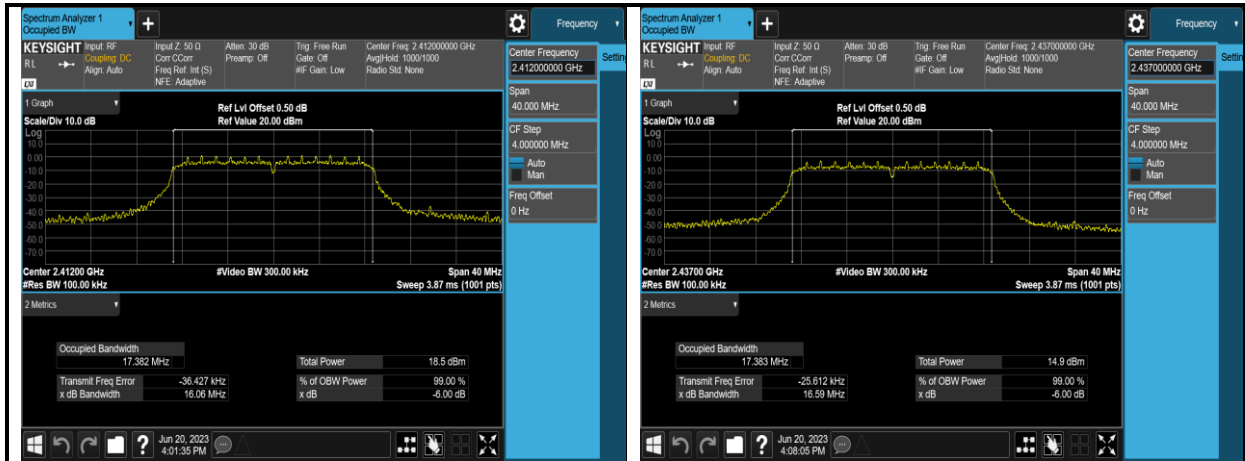 Spectrum Analyzer 1
Occupied BW
+
Frequency
KEYSIGHT
R L
LXI
Input: RF
Coupling: DC
Align: Auto
Input Z: 50 Ω
Corr CCorr
Freq Ref: Int (S)
NFE: Adaptive
Atten: 30 dB
Preamp: Off
Trig: Free Run
Gate: Off
#IF Gain: Low
Center Freq: 2.412000000 GHz
Avg|Hold: 1000/1000
Radio Std: None
Center Frequency
2.412000000 GHz
Settin
Span
40.000 MHz
CF Step
4.000000 MHz
Auto
Man
Freq Offset
0 Hz
1 Graph
Scale/Div 10.0 dB
Ref Lvl Offset 0.50 dB
Ref Value 20.00 dBm
Log
10.0
0.00
-10.0
-20.0
-30.0
-40.0
-50.0
-60.0
-70.0
Center 2.41200 GHz
#Video BW 300.00 kHz
Span 40 MHz
#Res BW 100.00 kHz
Sweep 3.87 ms (1001 pts)
2 Metrics
Occupied Bandwidth
17.382 MHz
Total Power 18.5 dBm
Transmit Freq Error -36.427 kHz
% of OBW Power 99.00 %
x dB Bandwidth 16.06 MHz
x dB -6.00 dB
?
Jun 20, 2023
4:01:35 PM
Spectrum Analyzer 1
Occupied BW
+
Frequency
KEYSIGHT
R L
LXI
Input: RF
Coupling: DC
Align: Auto
Input Z: 50 Ω
Corr CCorr
Freq Ref: Int (S)
NFE: Adaptive
Atten: 30 dB
Preamp: Off
Trig: Free Run
Gate: Off
#IF Gain: Low
Center Freq: 2.437000000 GHz
Avg|Hold: 1000/1000
Radio Std: None
Center Frequency
2.437000000 GHz
Settin
Span
40.000 MHz
CF Step
4.000000 MHz
Auto
Man
Freq Offset
0 Hz
1 Graph
Scale/Div 10.0 dB
Ref Lvl Offset 0.50 dB
Ref Value 20.00 dBm
Log
10.0
0.00
-10.0
-20.0
-30.0
-40.0
-50.0
-60.0
-70.0
Center 2.43700 GHz
#Video BW 300.00 kHz
Span 40 MHz
#Res BW 100.00 kHz
Sweep 3.87 ms (1001 pts)
2 Metrics
Occupied Bandwidth
17.383 MHz
Total Power 14.9 dBm
Transmit Freq Error -25.612 kHz
% of OBW Power 99.00 %
x dB Bandwidth 16.59 MHz
x dB -6.00 dB
?
Jun 20, 2023
4:08:05 PM